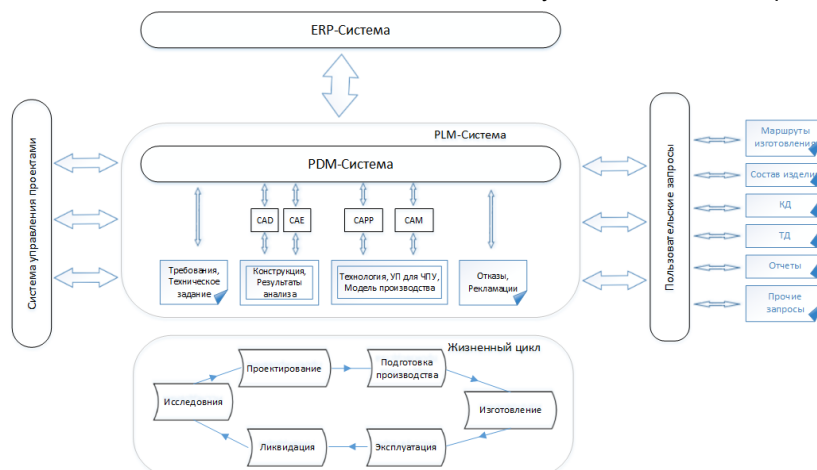 ERP-Система
PLM-Система
PDM-Система
CAD
CAE
CAPP
CAM
Требования,
Техническое
задание
Конструкция,
Результаты
анализа
Технология, УП для ЧПУ,
Модель производства
Отказы,
Рекламации
Система управления проектами
Пользовательские запросы
Маршруты
изготовления
Состав изделия
КД
ТД
Отчеты
Прочие
запросы
Жизненный цикл
Проектирование
Подготовка
производства
Исследовния
Изготовление
Ликвидация
Эксплуатация